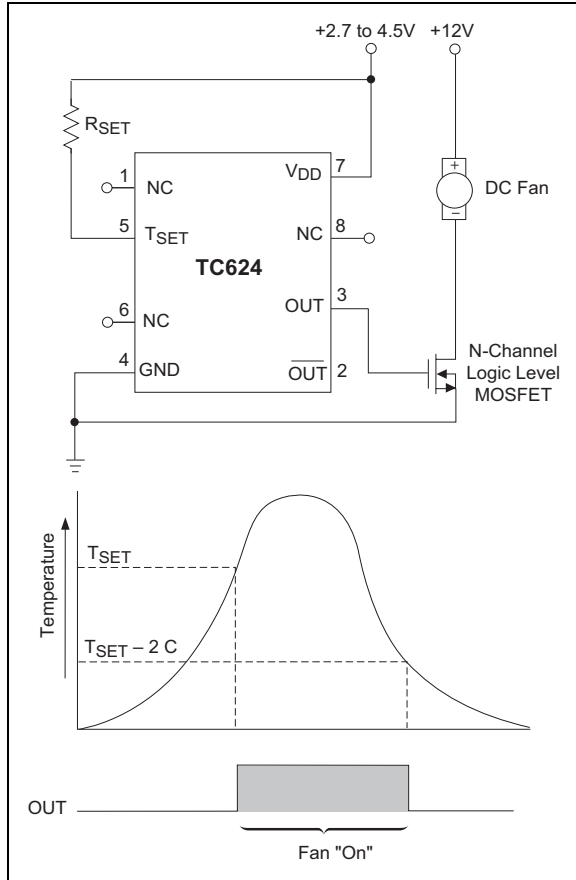 +2.7 to 4.5V
+12V
RSET
1
NC
VDD
7
5
TSET
NC
8
TC624
6
NC
OUT
3
4
GND
OUT
2
+
–
DC Fan
N-Channel
Logic Level
MOSFET
Temperature
TSET
TSET – 2 C
OUT
Fan "On"